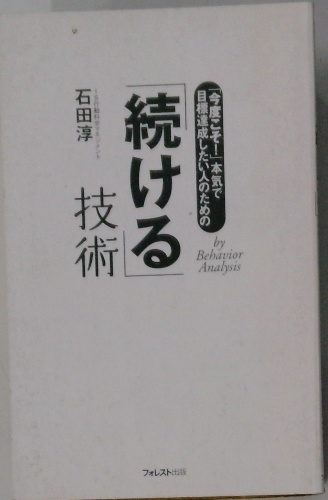 「今度こそ!」本気で
目標達成したい人のための
「続ける」
技術
by
Behavior
Analysis
石田淳
フォレスト出版